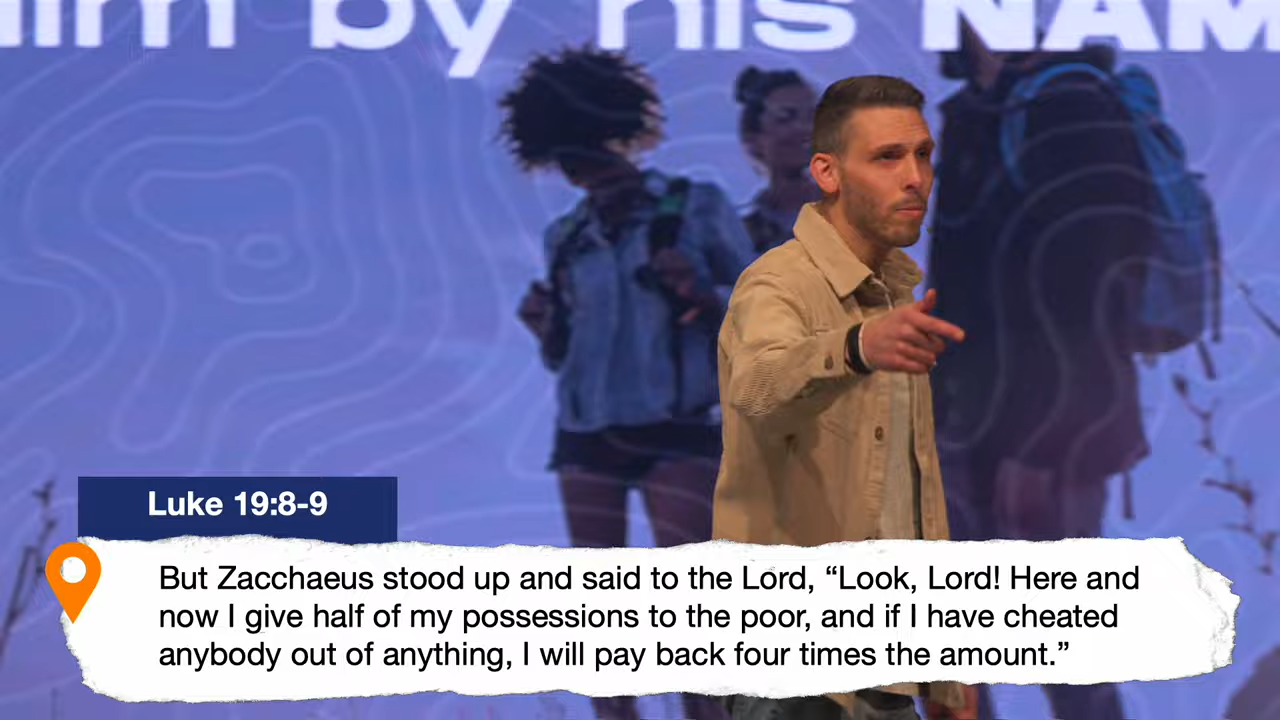 him by his NAM
Luke 19:8-9
But Zacchaeus stood up and said to the Lord, “Look, Lord! Here and
now I give half of my possessions to the poor, and if I have cheated
anybody out of anything, I will pay back four times the amount.”